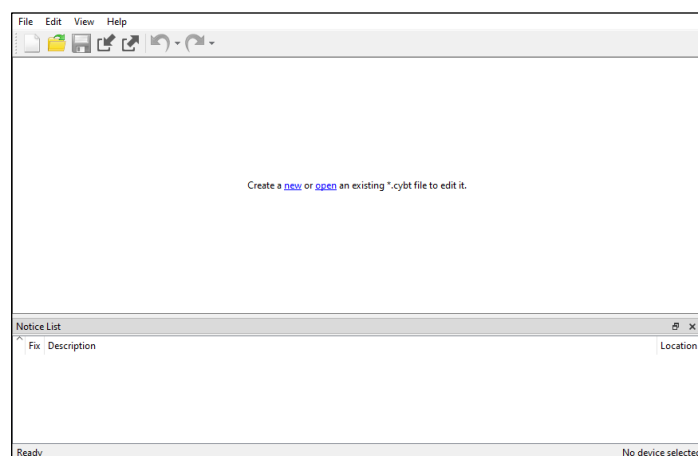 File Edit View Help
Create a new or open an existing *.cybt file to edit it.
Notice List
Fix Description Location
Ready No device selected